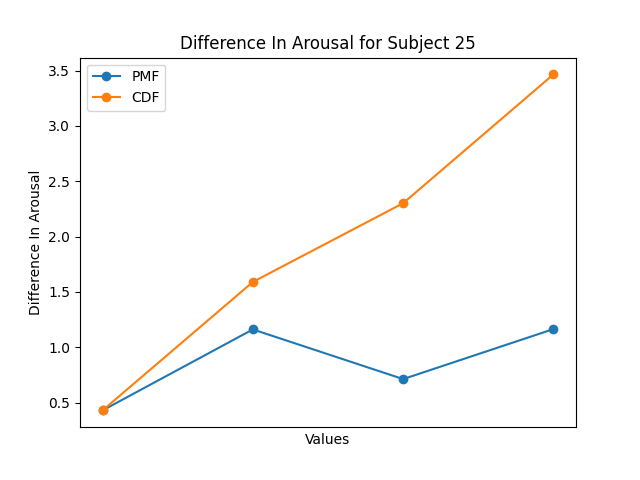 Difference In Arousal for Subject 25
PMF
CDF
3.5
3.0
2.5
2.0
1.5
1.0
0.5
Difference In Arousal
Values